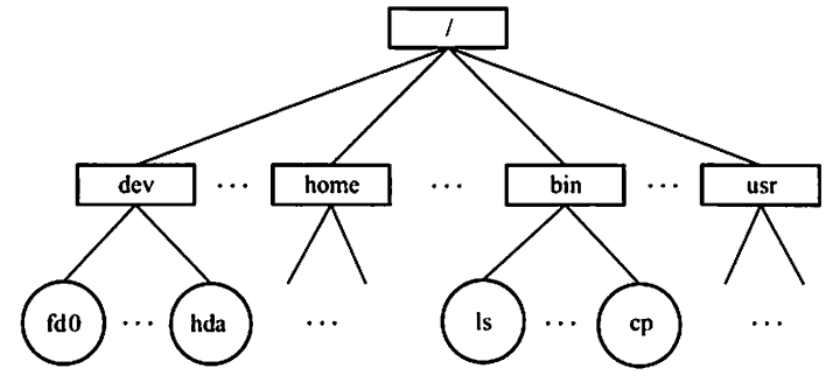 /
dev ... home ... bin ... usr
fd0 ... hda ... ls ... cp ...